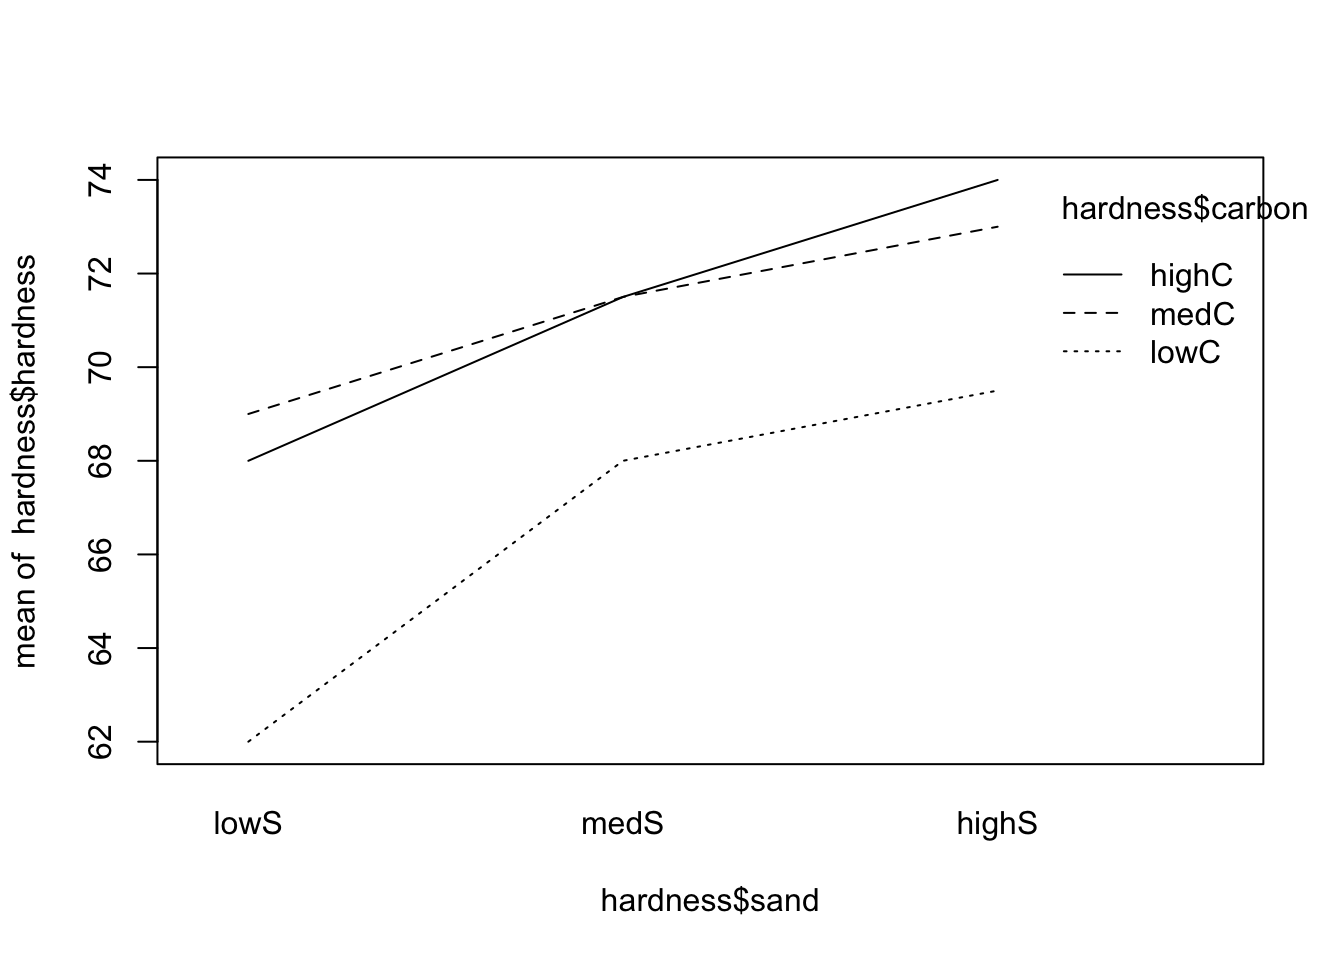 mean of  hardness$hardness
74
72
70
68
66
64
62
hardness$carbon
highC
medC
lowC
lowS
medS
highS
hardness$sand